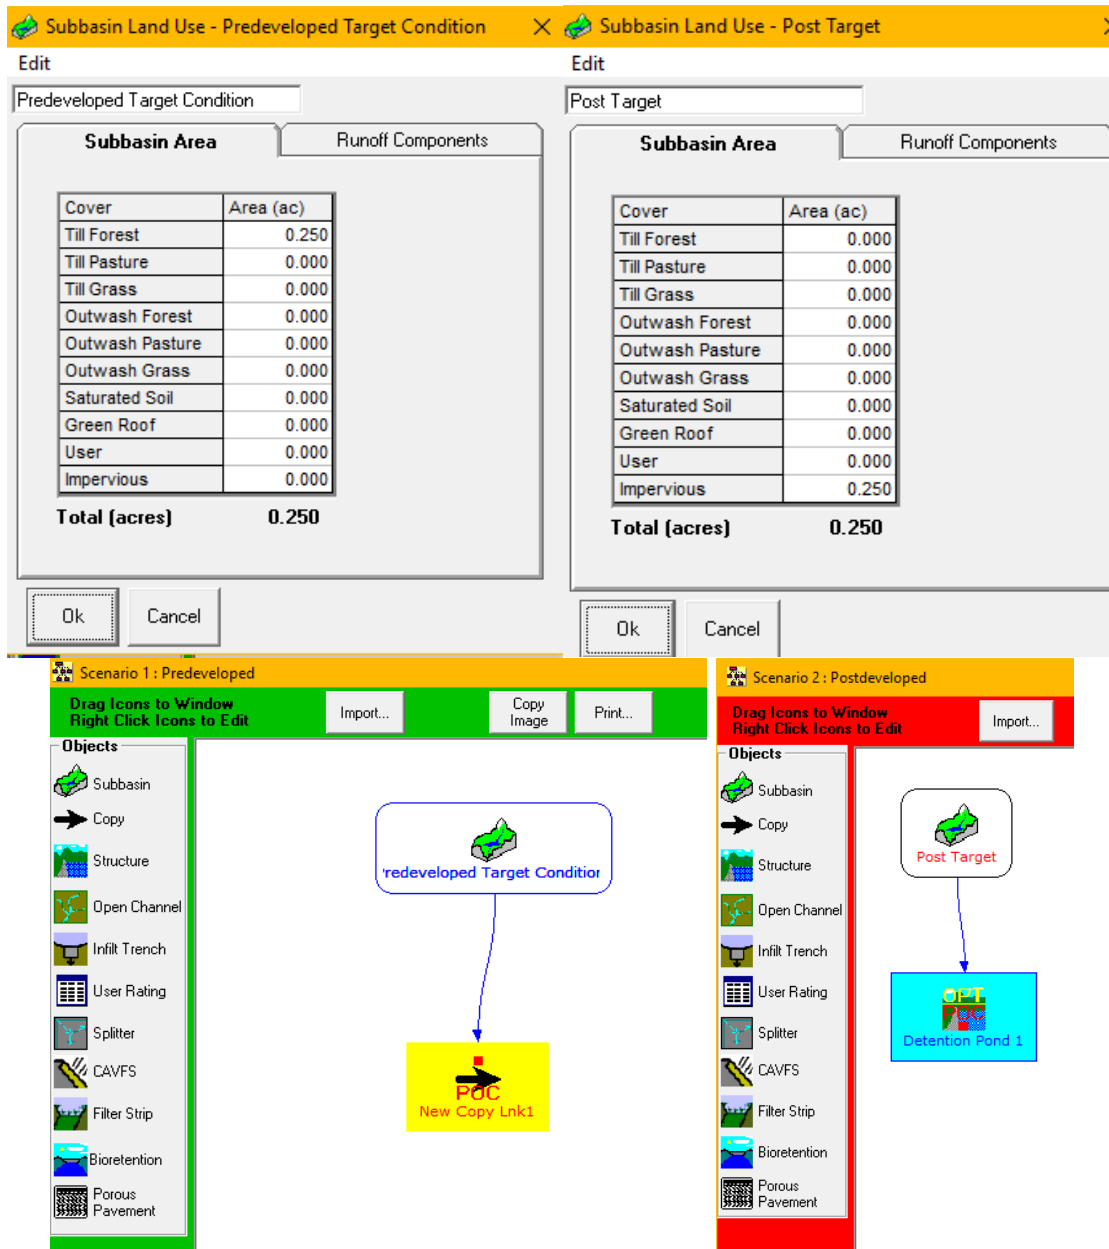 Subbasin Land Use - Predeveloped Target Condition
Edit
Predeveloped Target Condition
Subbasin Area
Runoff Components
Cover Area (ac)
Till Forest 0.250
Till Pasture 0.000
Till Grass 0.000
Outwash Forest 0.000
Outwash Pasture 0.000
Outwash Grass 0.000
Saturated Soil 0.000
Green Roof 0.000
User 0.000
Impervious 0.000
Total (acres) 0.250
Ok
Cancel
Subbasin Land Use - Post Target
Edit
Post Target
Subbasin Area
Runoff Components
Cover Area (ac)
Till Forest 0.000
Till Pasture 0.000
Till Grass 0.000
Outwash Forest 0.000
Outwash Pasture 0.000
Outwash Grass 0.000
Saturated Soil 0.000
Green Roof 0.000
User 0.000
Impervious 0.250
Total (acres) 0.250
Ok
Cancel
Scenario 1 : Predeveloped
Drag Icons to Window
Right Click Icons to Edit
Import...
Copy
Image
Print...
Objects
Subbasin
Copy
Structure
Open Channel
Infilt Trench
User Rating
Splitter
CAVFS
Filter Strip
Bioretention
Porous
Pavement
redeveloped Target Condition
POC
New Copy Lnk1
Scenario 2 : Postdeveloped
Drag Icons to Window
Right Click Icons to Edit
Import...
Objects
Subbasin
Copy
Structure
Open Channel
Infilt Trench
User Rating
Splitter
CAVFS
Filter Strip
Bioretention
Porous
Pavement
Post Target
OPT
POC
Detention Pond 1